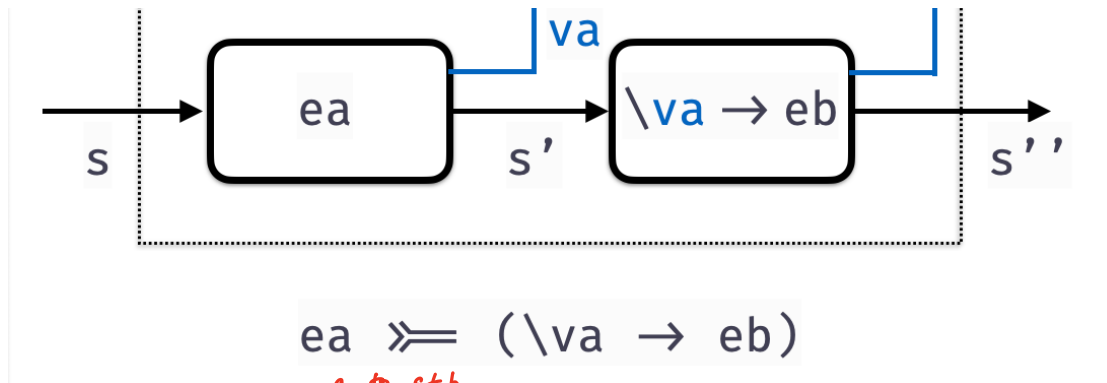 va
ea
\va → eb
s
s'
s''
ea >>= (\va → eb)